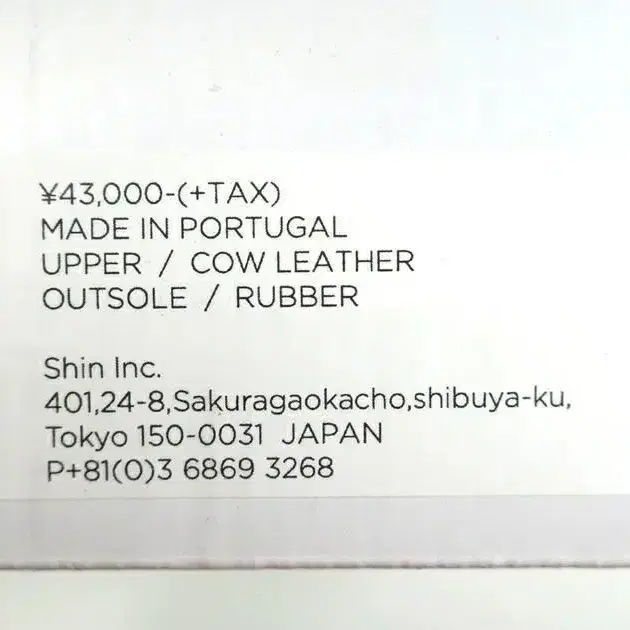 ¥43,000-(+TAX)
MADE IN PORTUGAL
UPPER / COW LEATHER
OUTSOLE / RUBBER
Shin Inc.
401,24-8,Sakuragaokacho,shibuya-ku,
Tokyo 150-0031 JAPAN
P+81(0)3 6869 3268